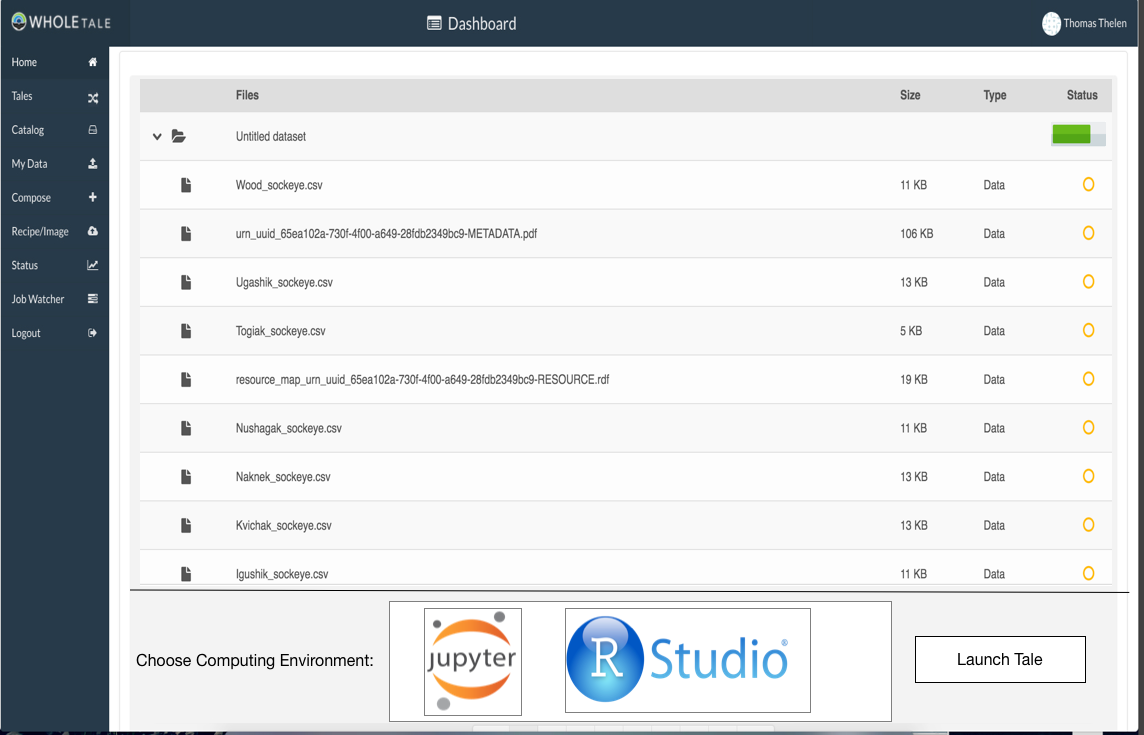 WHOLETALE
Dashboard
Thomas Thelen
Home
Tales
Catalog
My Data
Compose
Recipe/Image
Status
Job Watcher
Logout
Files Size Type Status
Untitled dataset
Wood_sockeye.csv 11 KB Data
urn_uuid_65ea102a-730f-4f00-a649-28fdb2349bc9-METADATA.pdf 106 KB Data
Ugashik_sockeye.csv 13 KB Data
Togiak_sockeye.csv 5 KB Data
resource_map_urn_uuid_65ea102a-730f-4f00-a649-28fdb2349bc9-RESOURCE.rdf 19 KB Data
Nushagak_sockeye.csv 11 KB Data
Naknek_sockeye.csv 13 KB Data
Kvichak_sockeye.csv 13 KB Data
Igushik_sockeye.csv 11 KB Data
Choose Computing Environment:
jupyter
R Studio®
Launch Tale